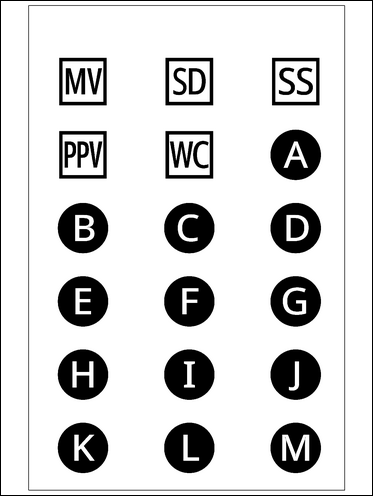 MV SD SS
PPV WC A
B C D
E F G
H I J
K L M